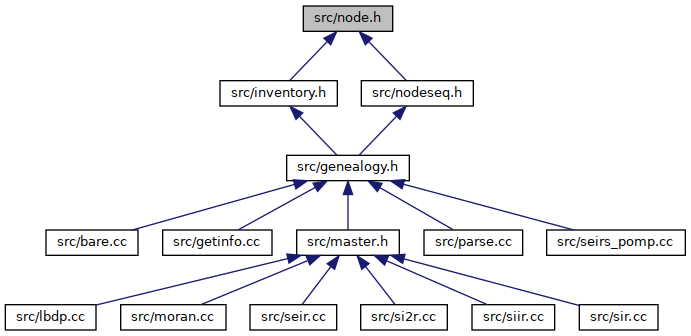 src/node.h
src/inventory.h
src/nodeseq.h
src/genealogy.h
src/bare.cc
src/getinfo.cc
src/master.h
src/parse.cc
src/seirs_pomp.cc
src/lbdp.cc
src/moran.cc
src/seir.cc
src/si2r.cc
src/siir.cc
src/sir.cc